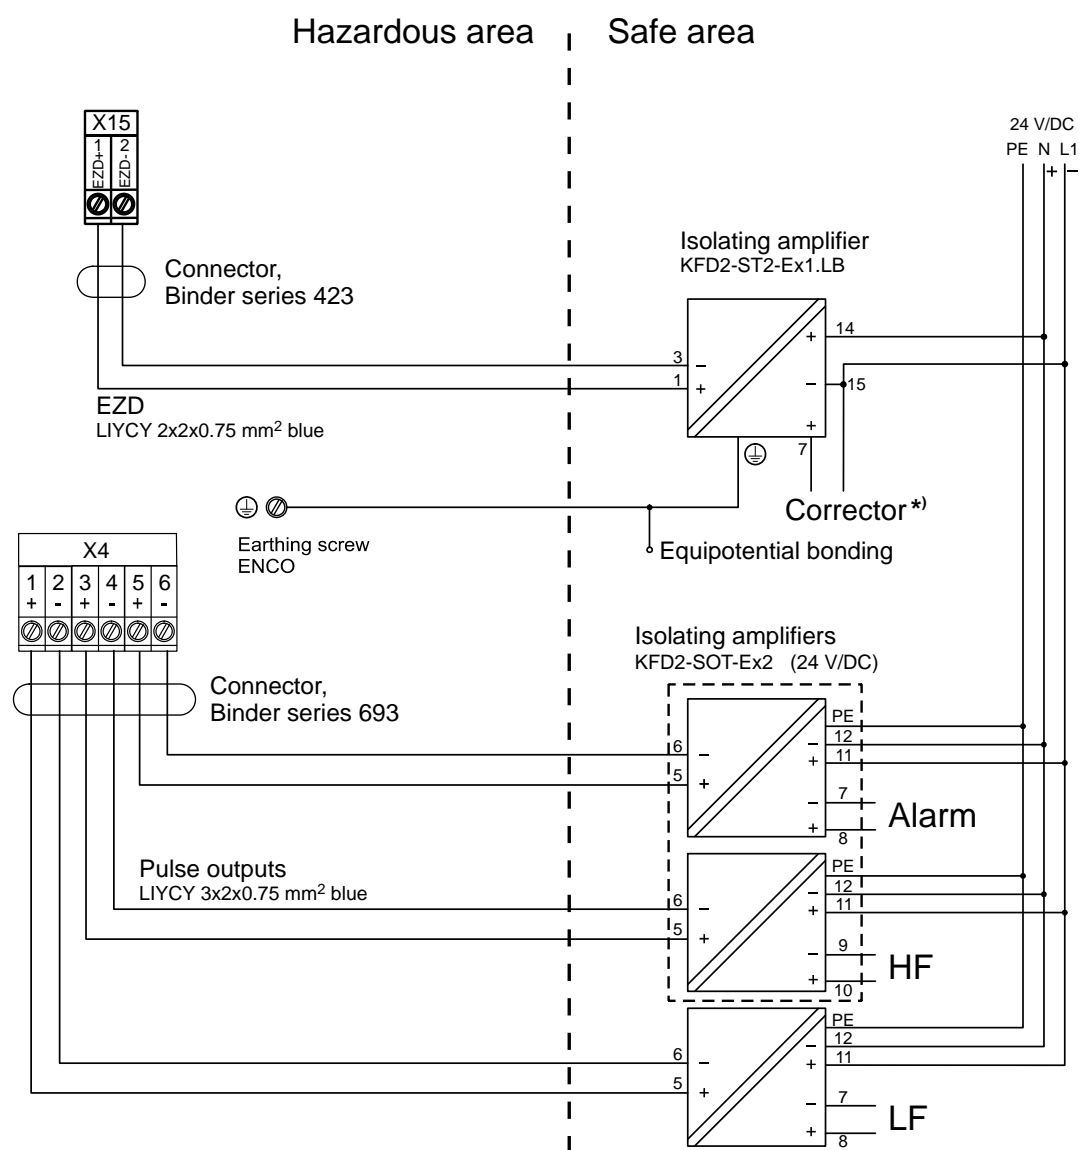 Hazardous area
Safe area
X15
1 2
EZD+ EZD-
24 V/DC
PE N L1
+ –
Connector,
Binder series 423
Isolating amplifier
KFD2-ST2-Ex1.LB
3 –
1 +
+ 14
– 15
+
7
EZD
LIYCY 2x2x0.75 mm² blue
Corrector *)
Earthing screw
ENCO
Equipotential bonding
X4
1 2 3 4 5 6
+ - + - + -
Connector,
Binder series 693
Isolating amplifiers
KFD2-SOT-Ex2 (24 V/DC)
PE
– 12
+ 11
6 –
5 +
– 7
+ 8
Alarm
Pulse outputs
LIYCY 3x2x0.75 mm² blue
PE
– 12
+ 11
6 –
5 +
– 9
+ 10
HF
PE
– 12
+ 11
6 –
5 +
– 7
+ 8
LF